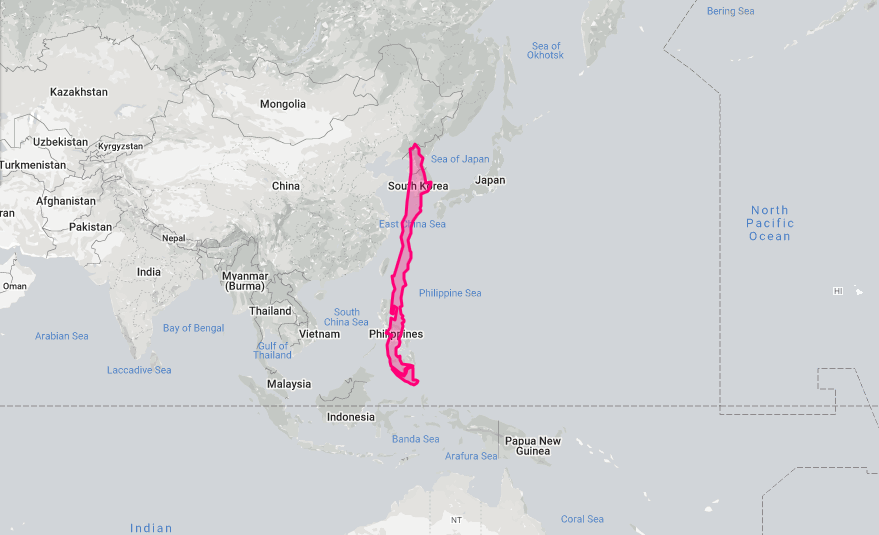 Bering Sea
Sea of
Okhotsk
Kazakhstan
Mongolia
Uzbekistan
Kyrgyzstan
Turkmenistan
Sea of Japan
China
South Korea
Japan
Afghanistan
ran
Pakistan
North
Pacific
Ocean
East China Sea
Nepal
India
Myanmar
(Burma)
Oman
Philippine Sea
HI
Thailand
South
China Sea
Arabian Sea
Bay of Bengal
Vietnam
Philippines
Gulf of
Thailand
Laccadive Sea
Malaysia
Indonesia
Banda Sea
Papua New
Guinea
Arafura Sea
NT
Coral Sea
Indian